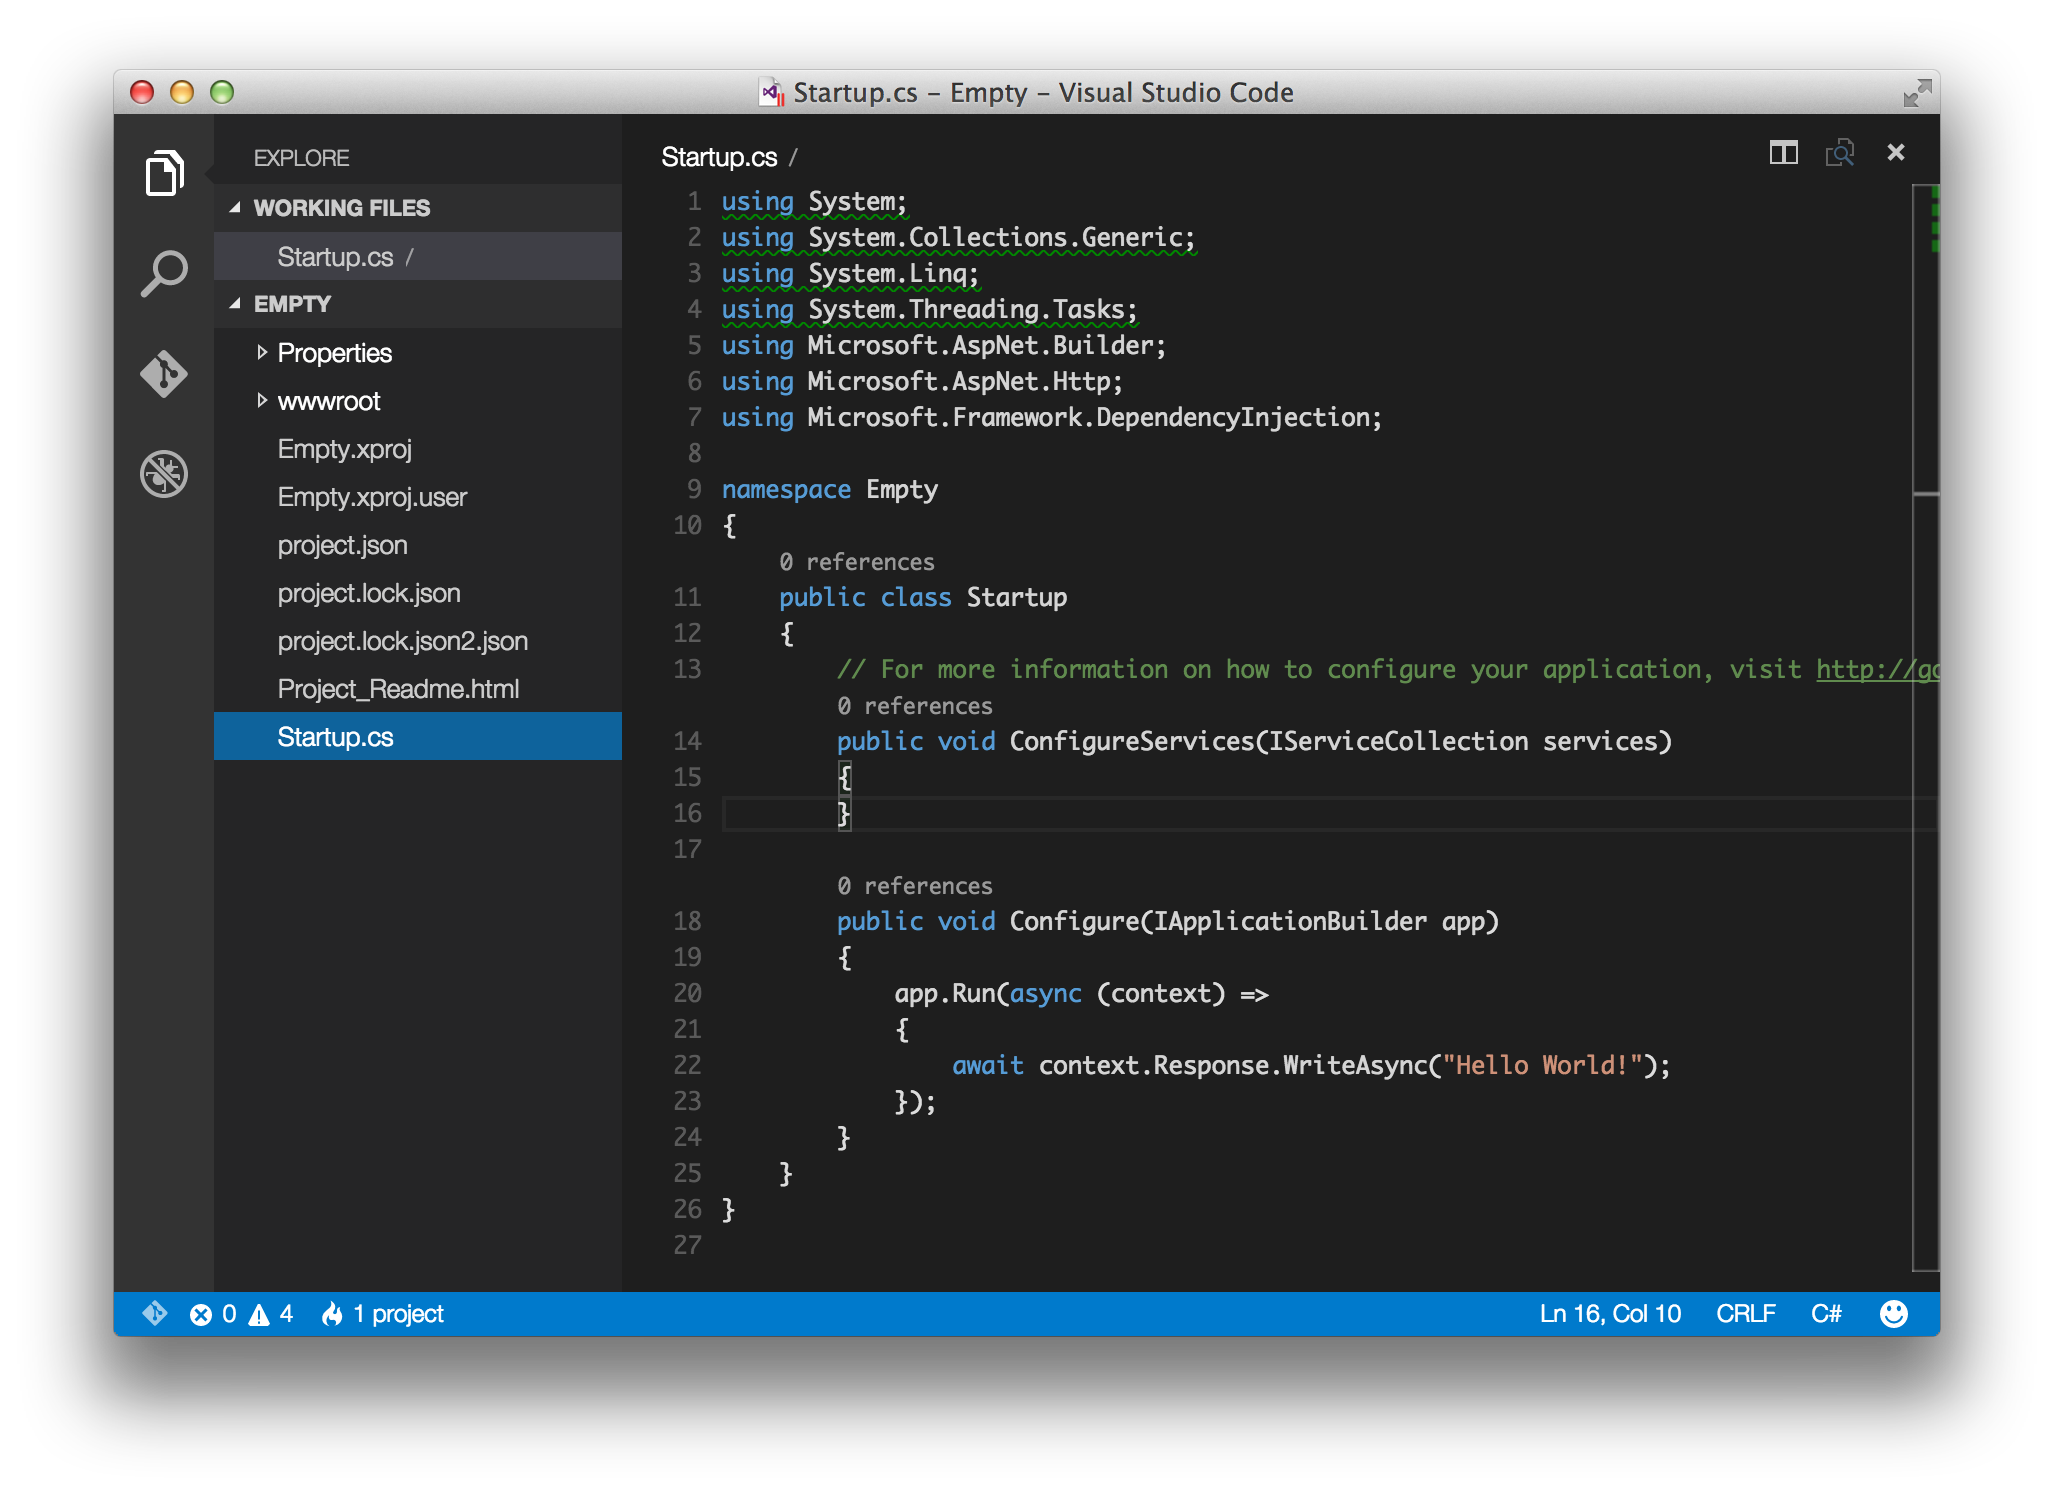 Startup.cs – Empty – Visual Studio Code
EXPLORE
WORKING FILES
Startup.cs /
EMPTY
Properties
wwwroot
Empty.xproj
Empty.xproj.user
project.json
project.lock.json
project.lock.json2.json
Project_Readme.html
Startup.cs
Startup.cs /
1 using System;
2 using System.Collections.Generic;
3 using System.Linq;
4 using System.Threading.Tasks;
5 using Microsoft.AspNet.Builder;
6 using Microsoft.AspNet.Http;
7 using Microsoft.Framework.DependencyInjection;
8
9 namespace Empty
10 {
0 references
11 public class Startup
12 {
13 // For more information on how to configure your application, visit http://go
0 references
14 public void ConfigureServices(IServiceCollection services)
15 {
16 }
17
0 references
18 public void Configure(IApplicationBuilder app)
19 {
20 app.Run(async (context) =>
21 {
22 await context.Response.WriteAsync("Hello World!");
23 });
24 }
25 }
26 }
27
0 4 1 project Ln 16, Col 10 CRLF C#